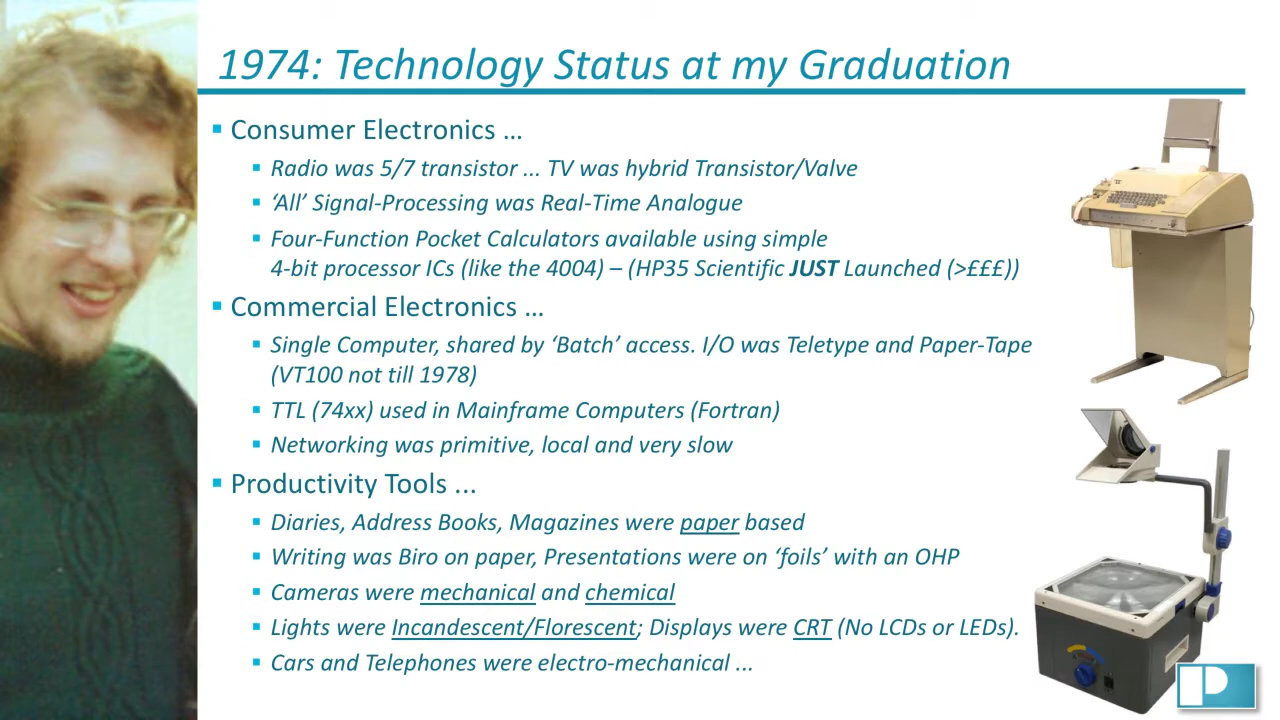 1974: Technology Status at my Graduation
Consumer Electronics ...
Radio was 5/7 transistor ... TV was hybrid Transistor/Valve
‘All’ Signal-Processing was Real-Time Analogue
Four-Function Pocket Calculators available using simple
4-bit processor ICs (like the 4004) – (HP35 Scientific JUST Launched (>£££))
Commercial Electronics ...
Single Computer, shared by ‘Batch’ access. I/O was Teletype and Paper-Tape
(VT100 not till 1978)
TTL (74xx) used in Mainframe Computers (Fortran)
Networking was primitive, local and very slow
Productivity Tools ...
Diaries, Address Books, Magazines were paper based
Writing was Biro on paper, Presentations were on ‘foils’ with an OHP
Cameras were mechanical and chemical
Lights were Incandescent/Florescent; Displays were CRT (No LCDs or LEDs).
Cars and Telephones were electro-mechanical ...